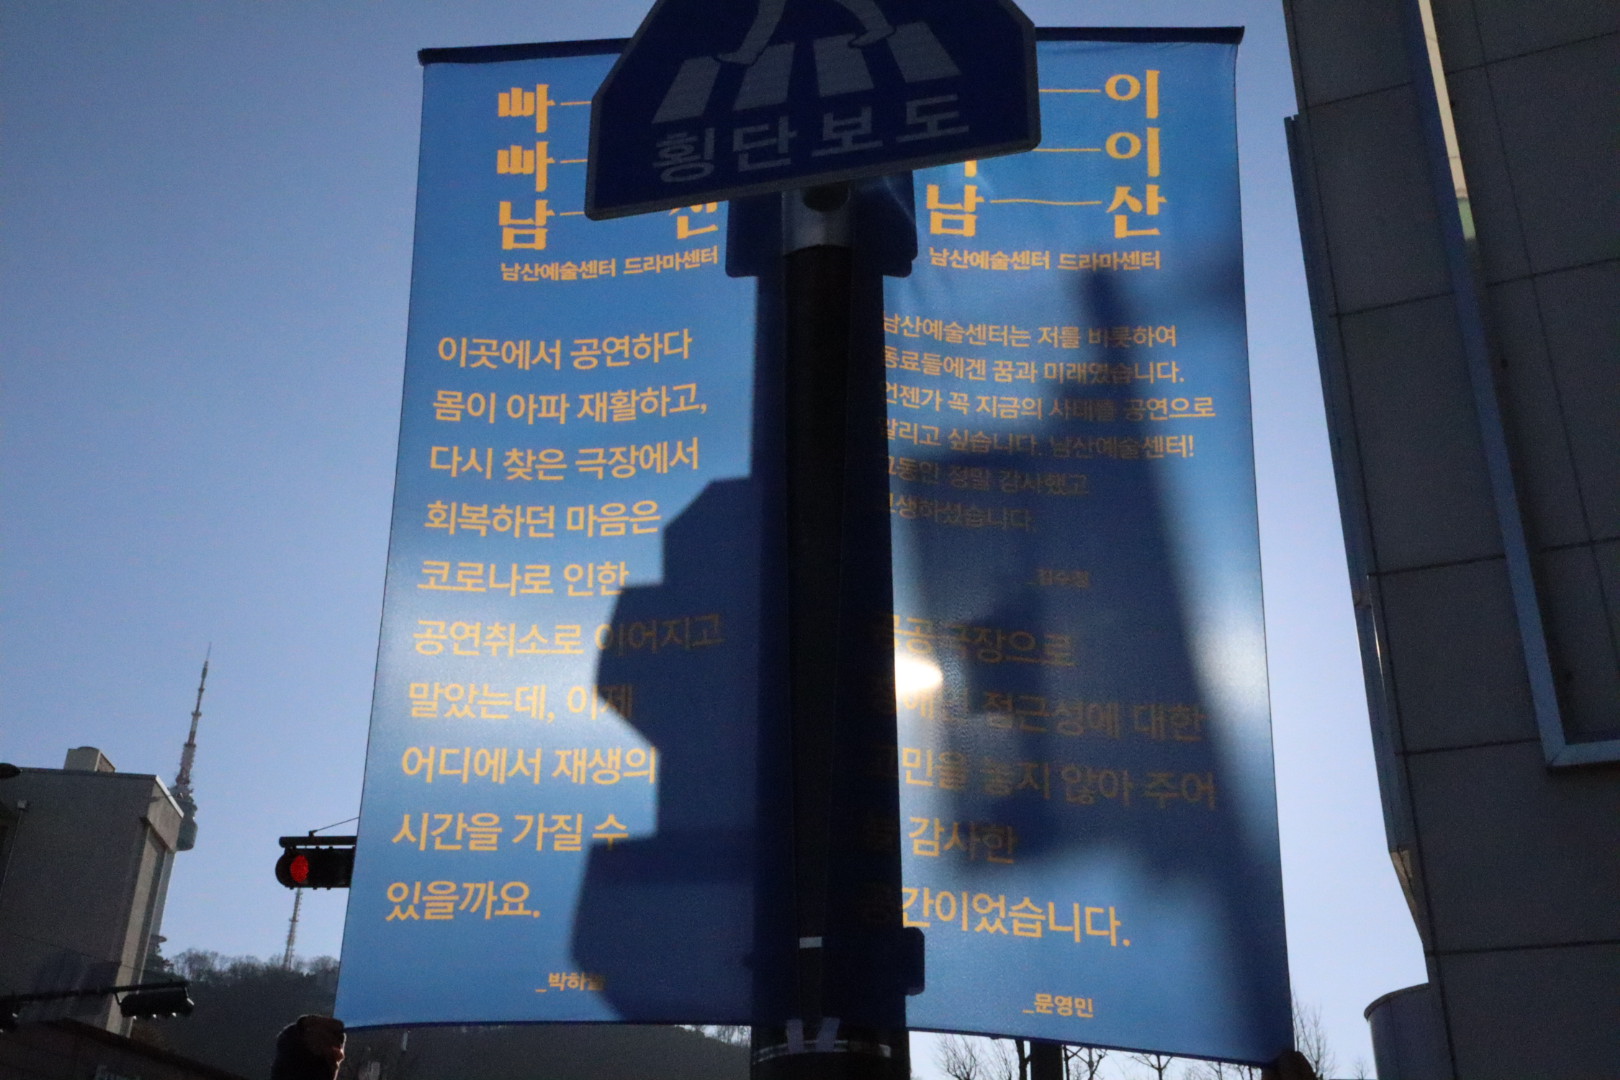 횡단보도
빠
빠
남 산
남산예술센터 드라마센터
이곳에서 공연하다
몸이 아파 재활하고,
다시 찾은 극장에서
회복하던 마음은
코로나로 인한
공연취소로 이어지고
말았는데, 이제
어디에서 재생의
시간을 가질 수
있을까요.
_박하늘
이
이
남 산
남산예술센터 드라마센터
남산예술센터는 저를 비롯하여
동료들에겐 꿈과 미래였습니다.
언젠가 꼭 지금의 사태를 공연으로
알리고 싶습니다. 남산예술센터!
그동안 정말 감사했고
고생하셨습니다.
공공극장으로
접근성에 대한
고민을 놓지 않아 주어
감사한
공간이었습니다.
_문영민